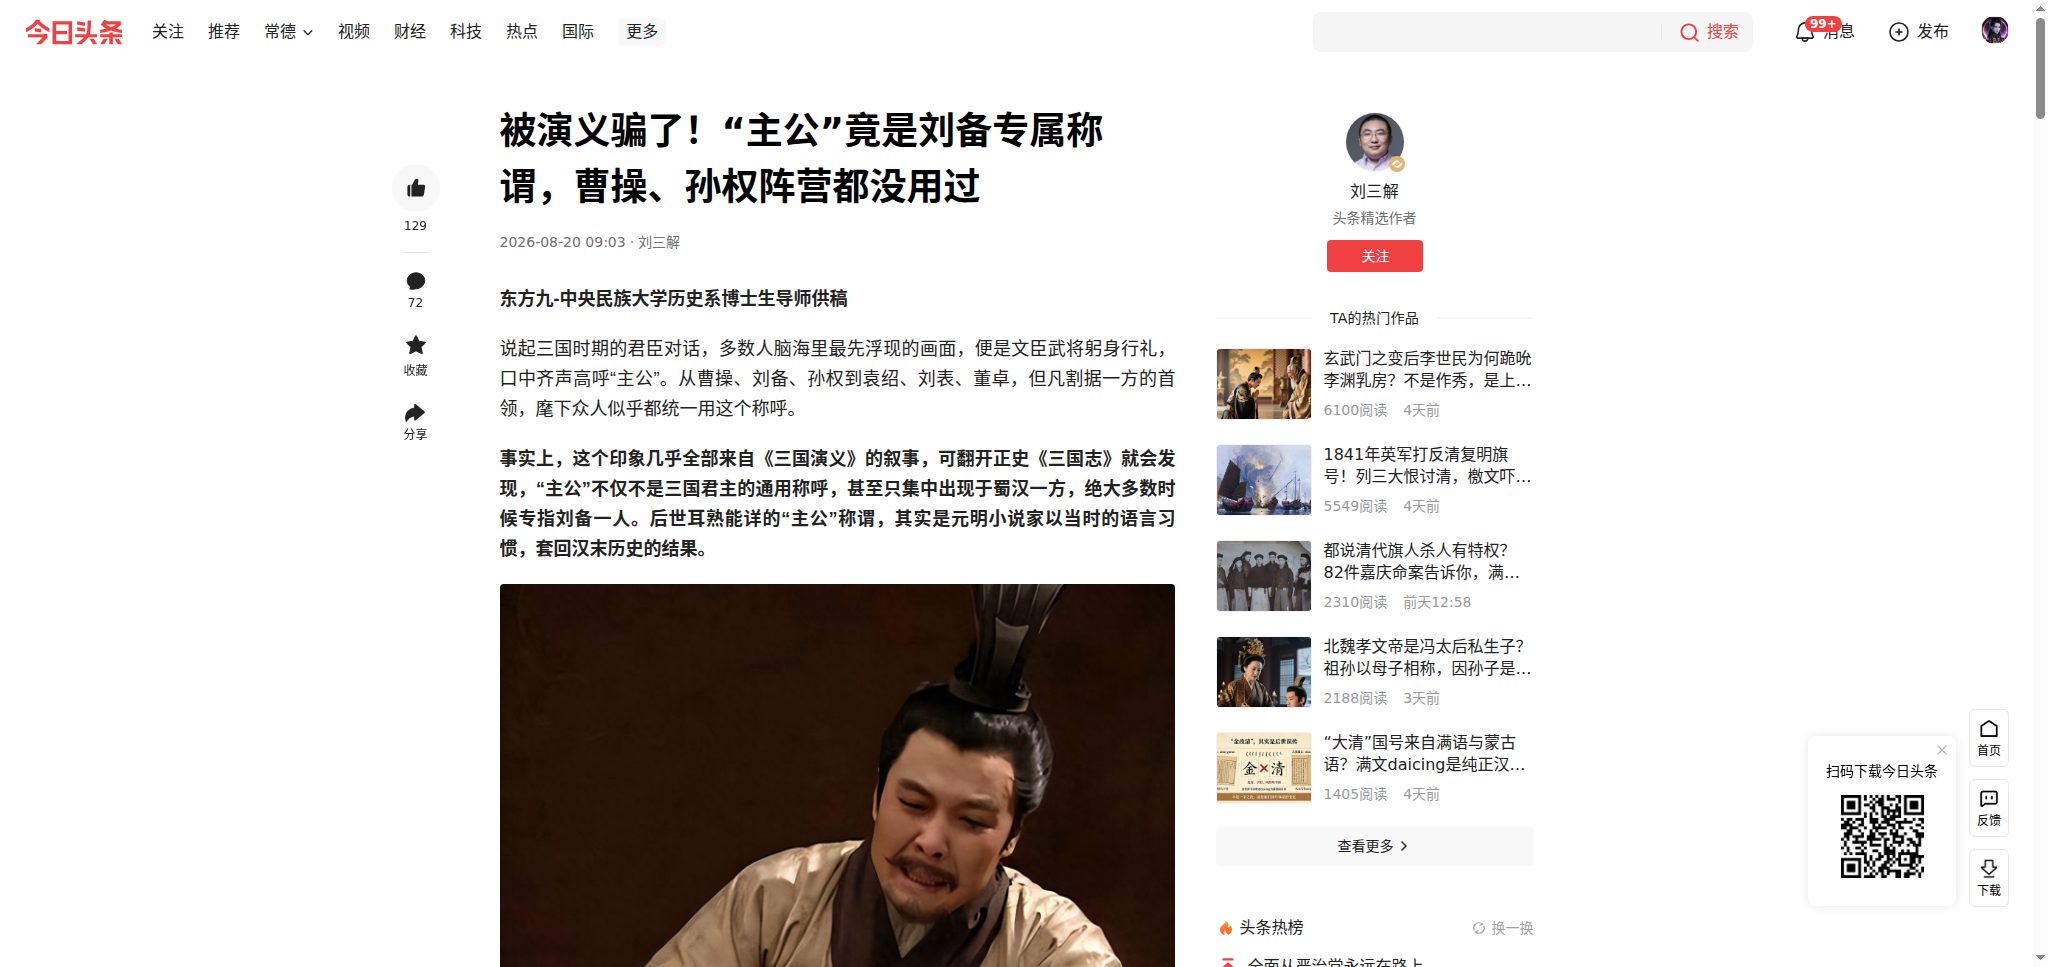 今日头条
关注 推荐 常德 视频 财经 科技 热点 国际 更多
搜索
99+
消息
发布
被演义骗了！“主公”竟是刘备专属称
谓，曹操、孙权阵营都没用过
2026-08-20 09:03 · 刘三解
129
72
收藏
分享
东方九-中央民族大学历史系博士生导师供稿
说起三国时期的君臣对话，多数人脑海里最先浮现的画面，便是文臣武将躬身行礼，
口中齐声高呼“主公”。从曹操、刘备、孙权到袁绍、刘表、董卓，但凡割据一方的首
领，麾下众人似乎都统一用这个称呼。
事实上，这个印象几乎全部来自《三国演义》的叙事，可翻开正史《三国志》就会发
现，“主公”不仅不是三国君主的通用称呼，甚至只集中出现于蜀汉一方，绝大多数时
候专指刘备一人。后世耳熟能详的“主公”称谓，其实是元明小说家以当时的语言习
惯，套回汉末历史的结果。
刘三解
头条精选作者
关注
TA的热门作品
玄武门之变后李世民为何跪吮
李渊乳房？不是作秀，是上...
6100阅读 4天前
1841年英军打反清复明旗
号！列三大恨讨清，檄文吓...
5549阅读 4天前
都说清代旗人杀人有特权？
82件嘉庆命案告诉你，满...
2310阅读 前天12:58
北魏孝文帝是冯太后私生子？
祖孙以母子相称，因孙子是...
2188阅读 3天前
金×清
“大清”国号来自满语与蒙古
语？满文daicing是纯正汉...
1405阅读 4天前
查看更多
头条热榜
换一换
全面从严治党永远在路上
扫码下载今日头条
首页
反馈
下载